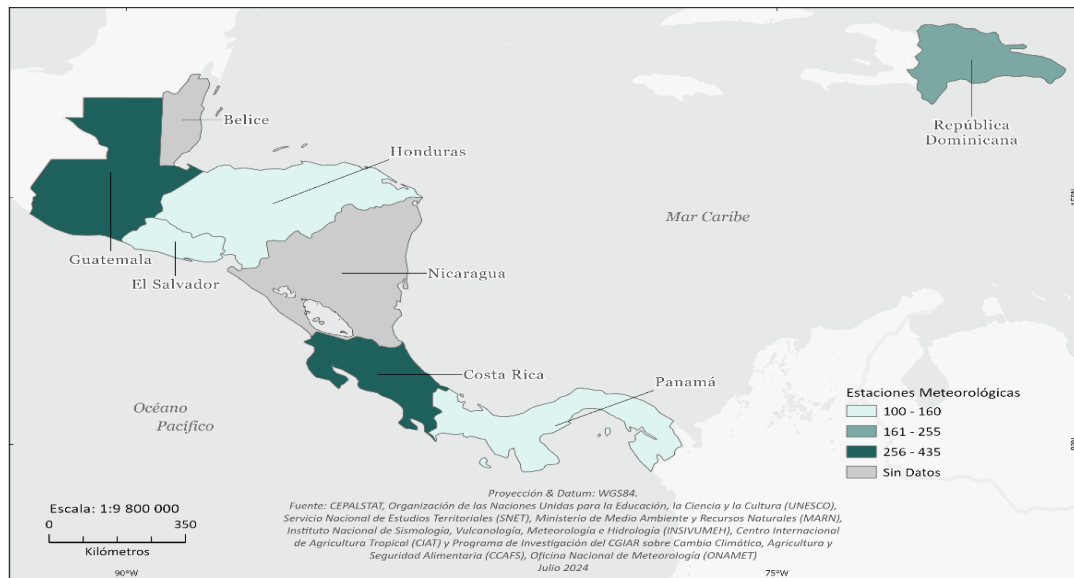 Belice
Honduras
República
Dominicana
15°N
Mar Caribe
Guatemala
El Salvador
Nicaragua
Costa Rica
Panamá
Océano
Pacífico
Estaciones Meteorológicas
100 - 160
161 - 255
256 - 435
Sin Datos
Escala: 1:9 800 000
0 350
Kilómetros
Proyección & Datum: WGS84.
Fuente: CEPALSTAT, Organización de las Naciones Unidas para la Educación, la Ciencia y la Cultura (UNESCO),
Servicio Nacional de Estudios Territoriales (SNET), Ministerio de Medio Ambiente y Recursos Naturales (MARN),
Instituto Nacional de Sismología, Vulcanología, Meteorología e Hidrología (INSIVUMEH), Centro Internacional
de Agricultura Tropical (CIAT) y Programa de Investigación del CGIAR sobre Cambio Climático, Agricultura y
Seguridad Alimentaria (CCAFS), Oficina Nacional de Meteorología (ONAMET)
Julio 2024
90°W
75°W